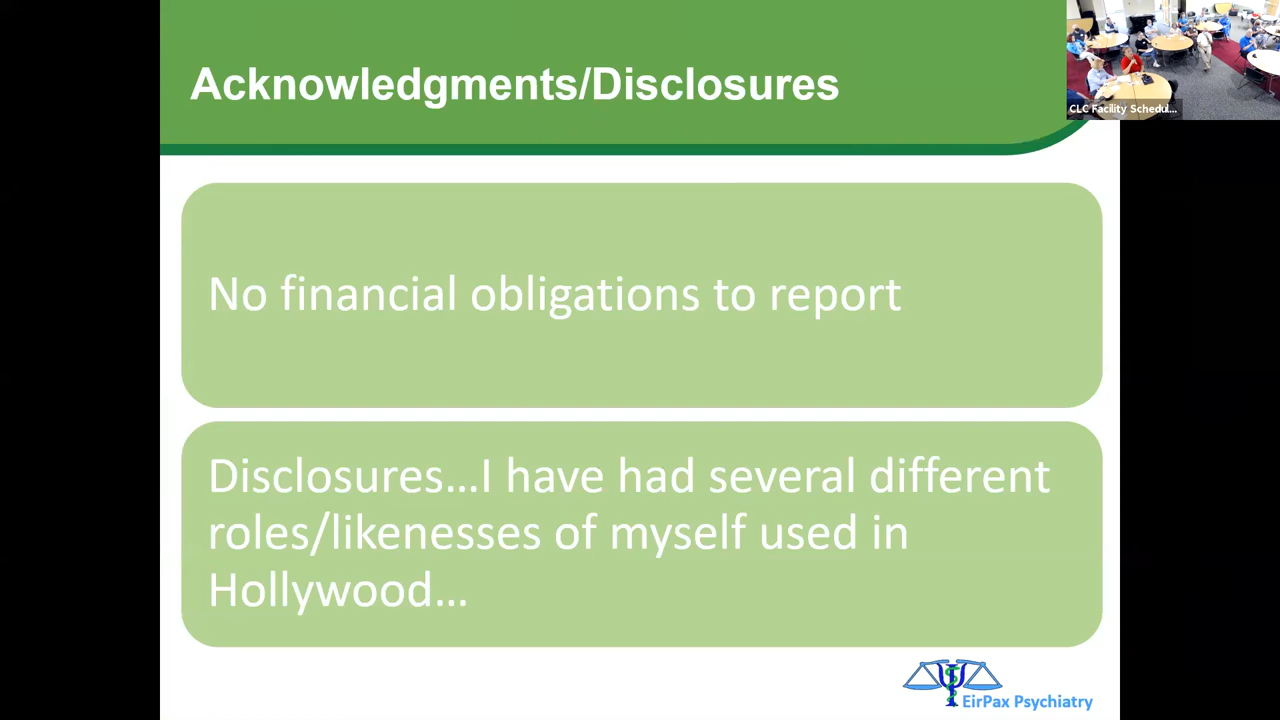 Acknowledgments/Disclosures
CLC Facility Schedul...
No financial obligations to report
Disclosures…I have had several different
roles/likenesses of myself used in
Hollywood…
EirPax Psychiatry